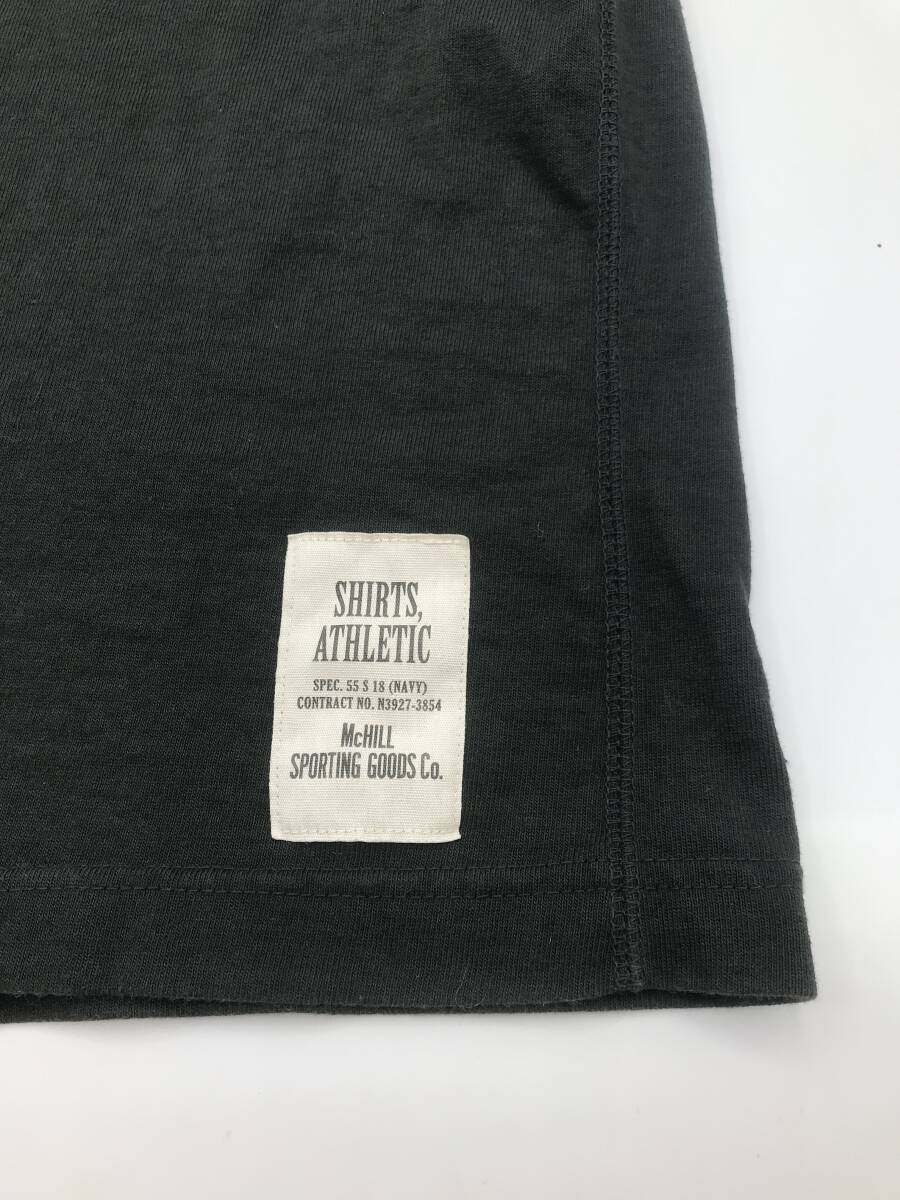 SHIRTS,
ATHLETIC
SPEC. 55 S 18 (NAVY)
CONTRACT NO. N3927-3854
McHILL
SPORTING GOODS Co.